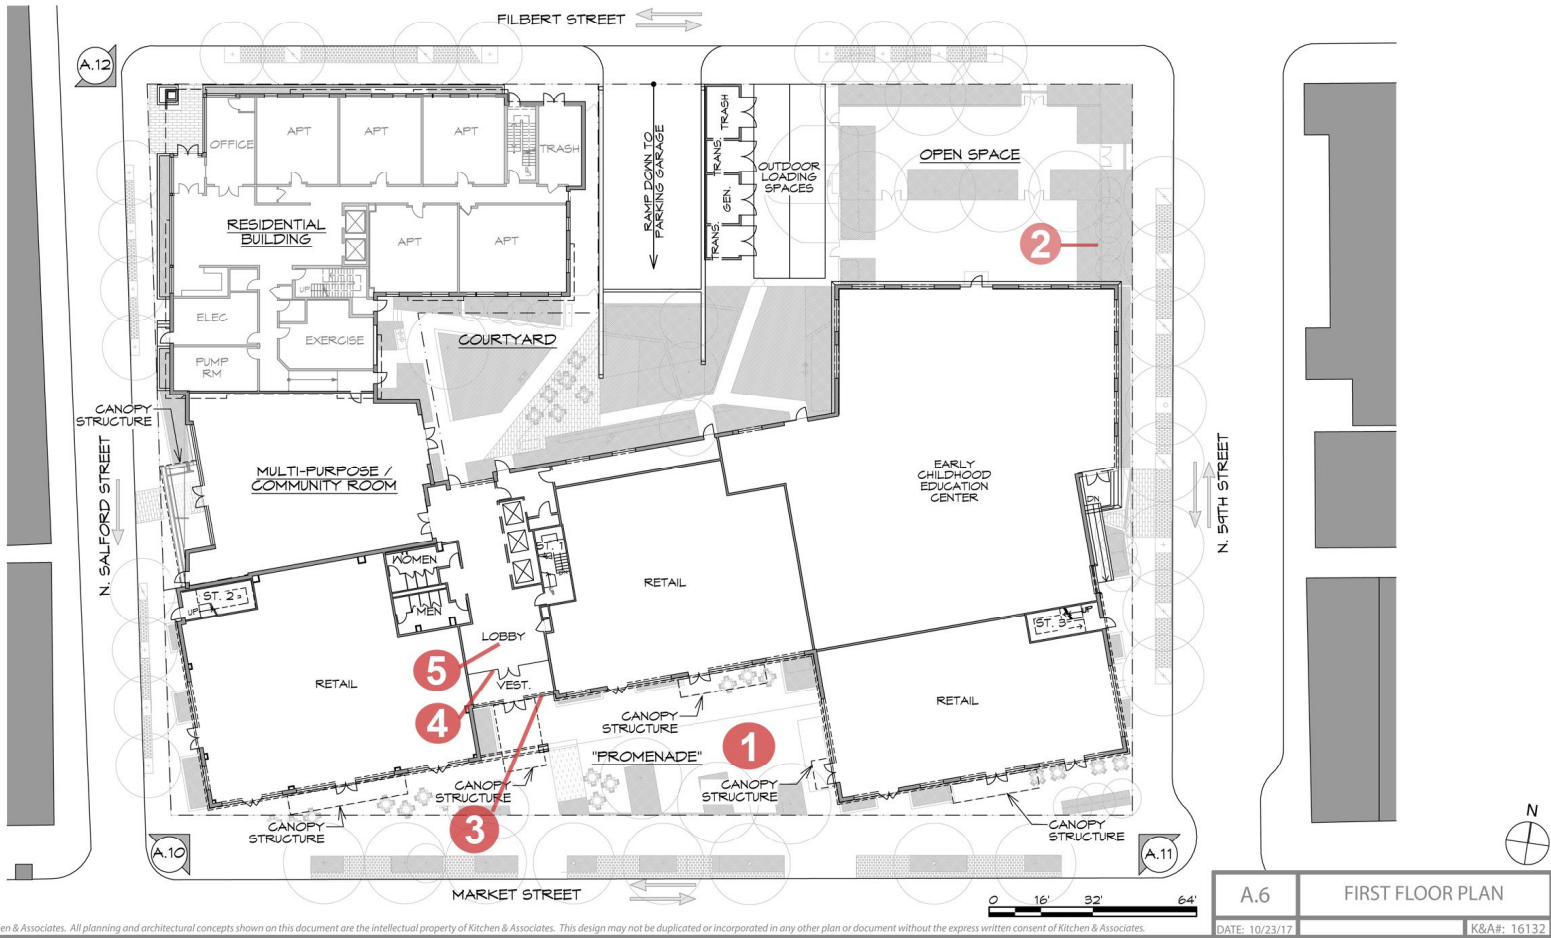 FILBERT STREET
A.12
OFFICE
APT
APT
APT
TRASH
RAMP DOWN TO
PARKING GARAGE
TRASH
TRANS.
GEN.
TRANS.
OUTDOOR
LOADING
SPACES
OPEN SPACE
2
RESIDENTIAL
BUILDING
APT
APT
UP
ELEC
EXERCISE
PUMP
RM
COURTYARD
CANOPY
STRUCTURE
N. SALFORD STREET
MULTI-PURPOSE /
COMMUNITY ROOM
EARLY
CHILDHOOD
EDUCATION
CENTER
DN
N. 59TH STREET
WOMEN
ST. 1
MEN
ST. 2
UP
RETAIL
UP
ST. 3
LOBBY
5
VEST.
4
RETAIL
RETAIL
CANOPY
STRUCTURE
1
"PROMENADE"
CANOPY
STRUCTURE
CANOPY
STRUCTURE
3
CANOPY
STRUCTURE
CANOPY
STRUCTURE
A.10
A.11
N
MARKET STREET
0 16' 32' 64'
A.6
FIRST FLOOR PLAN
DATE: 10/23/17
K&A#: 16132
en & Associates. All planning and architectural concepts shown on this document are the intellectual property of Kitchen & Associates. This design may not be duplicated or incorporated in any other plan or document without the express written consent of Kitchen & Associates.